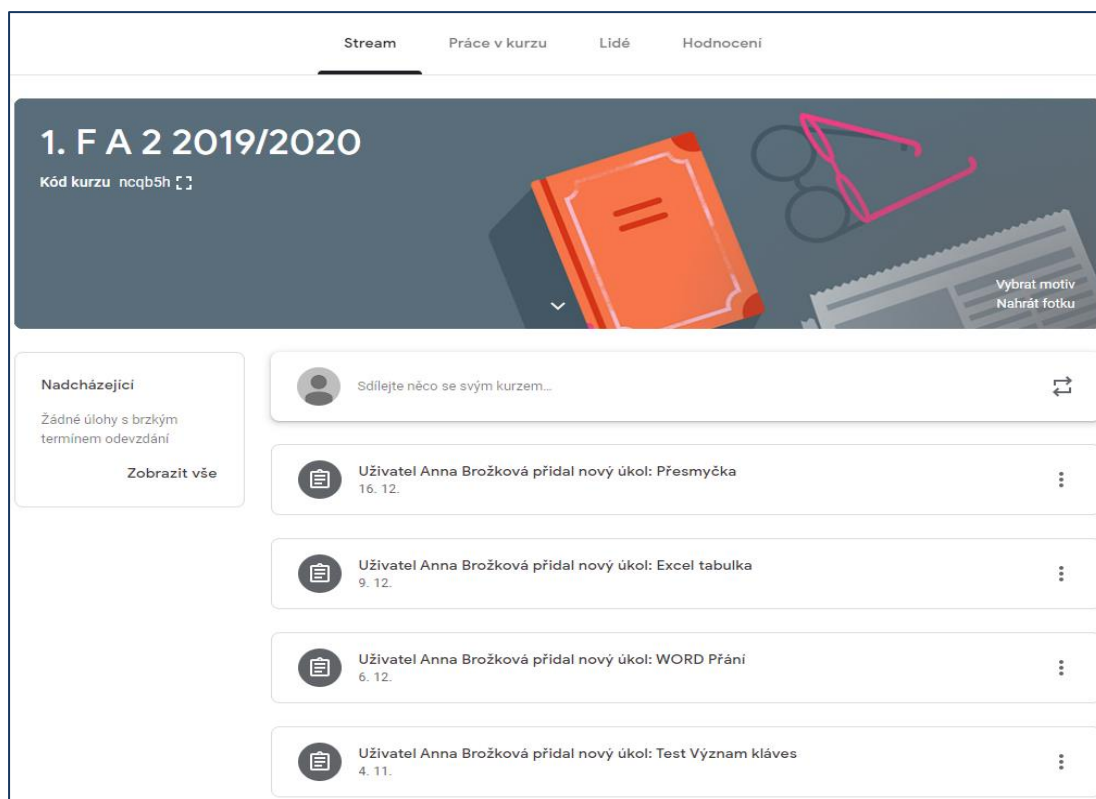 Stream Práce v kurzu Lidé Hodnocení
1. F A 2 2019/2020
Kód kurzu ncqb5h
Vybrat motiv
Nahrát fotku
Nadcházející
Žádné úlohy s brzkým
termínem odevzdání
Zobrazit vše
Sdílejte něco se svým kurzem...
Uživatel Anna Brožková přidal nový úkol: Přesmyčka
16. 12.
Uživatel Anna Brožková přidal nový úkol: Excel tabulka
9. 12.
Uživatel Anna Brožková přidal nový úkol: WORD Přání
6. 12.
Uživatel Anna Brožková přidal nový úkol: Test Význam kláves
4. 11.